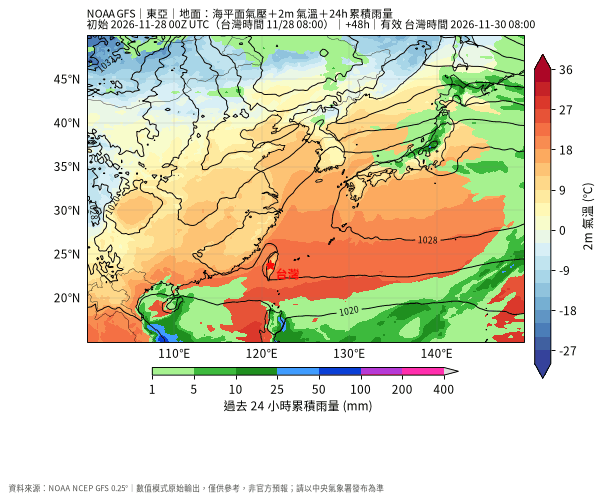 NOAA GFS｜東亞｜地面：海平面氣壓＋2m 氣溫＋24h 累積雨量
初始 2026-11-28 00Z UTC（台灣時間 11/28 08:00）｜+48h｜有效 台灣時間 2026-11-30 08:00
45°N
40°N
35°N
30°N
25°N
20°N
110°E
120°E
130°E
140°E
1028
1020
1020
台灣
36
27
18
9
0
-9
-18
-27
2m 氣溫 (°C)
1
5
10
25
50
100
200
400
過去 24 小時累積雨量 (mm)
資料來源：NOAA NCEP GFS 0.25°｜數值模式原始輸出，僅供參考，非官方預報；請以中央氣象署發布為準